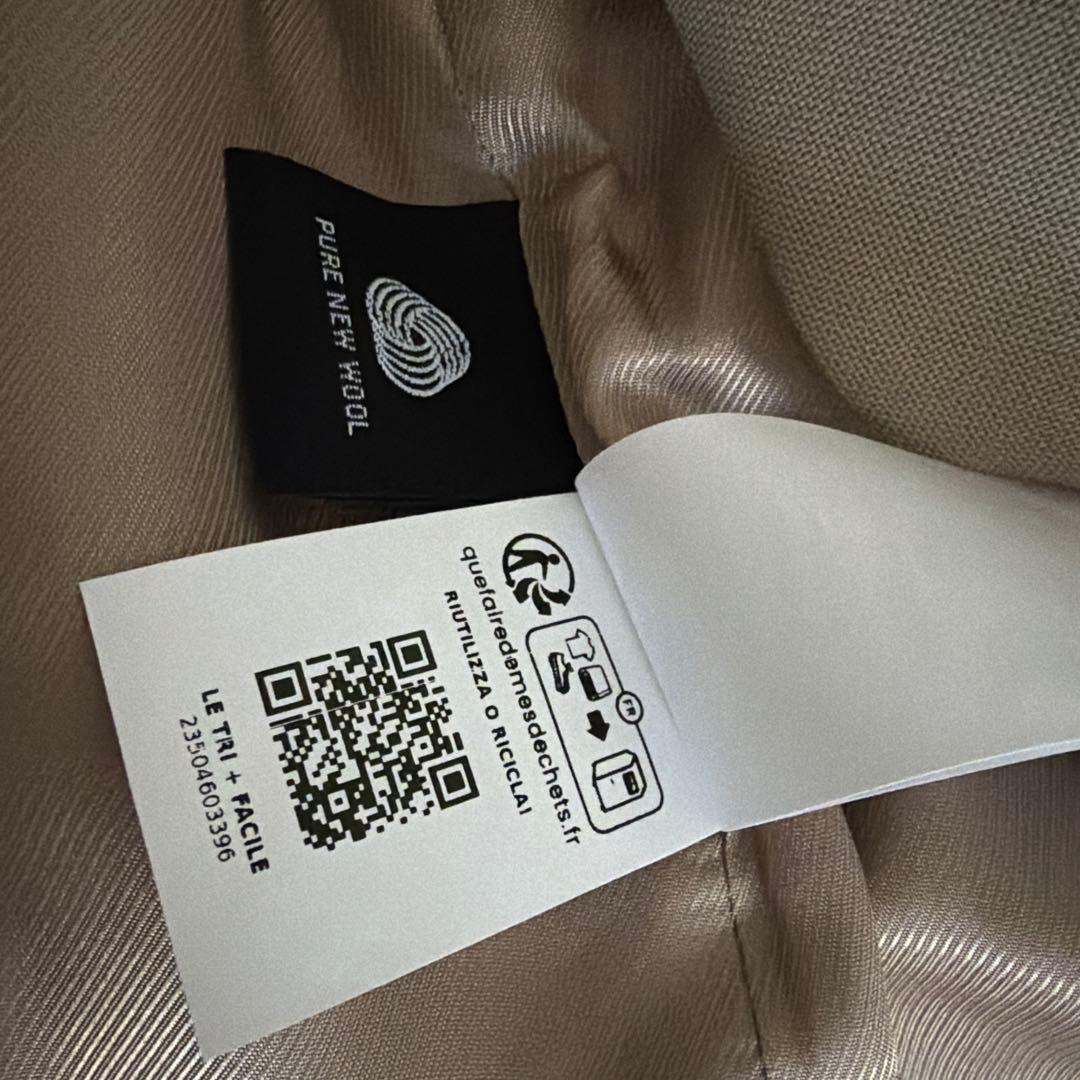 PURE NEW WOOL
FR
quefairedemesdechets.fr
RIUTILIZZA O RICICLA!
LE TRI + FACILE
23504603396